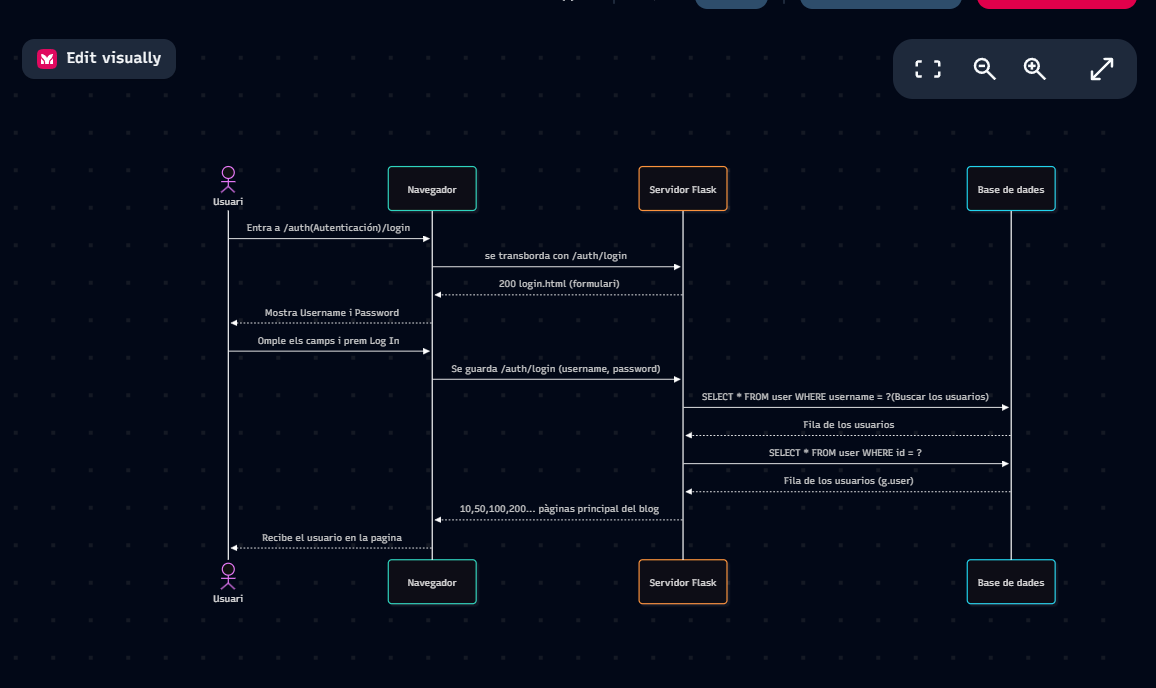 Edit visually
Usuari
Navegador
Servidor Flask
Base de dades
Entra a /auth(Autenticación)/login
se transborda con /auth/login
200 login.html (formulari)
Mostra Username i Password
Omple els camps i prem Log In
Se guarda /auth/login (username, password)
SELECT * FROM user WHERE username = ?(Buscar los usuarios)
Fila de los usuarios
SELECT * FROM user WHERE id = ?
Fila de los usuarios (g.user)
10,50,100,200... pàginas principal del blog
Recibe el usuario en la pagina
Usuari
Navegador
Servidor Flask
Base de dades